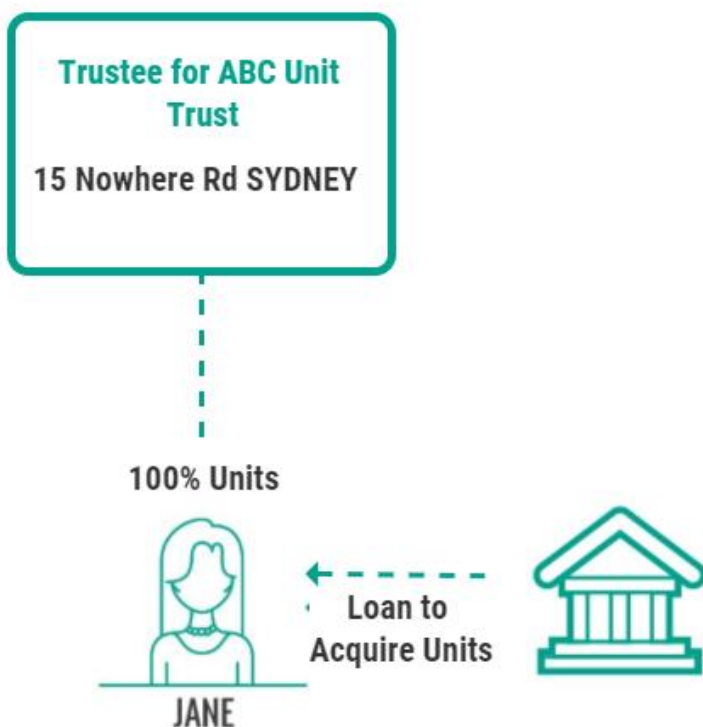 Trustee for ABC Unit
Trust
15 Nowhere Rd SYDNEY
100% Units
Loan to
Acquire Units
JANE